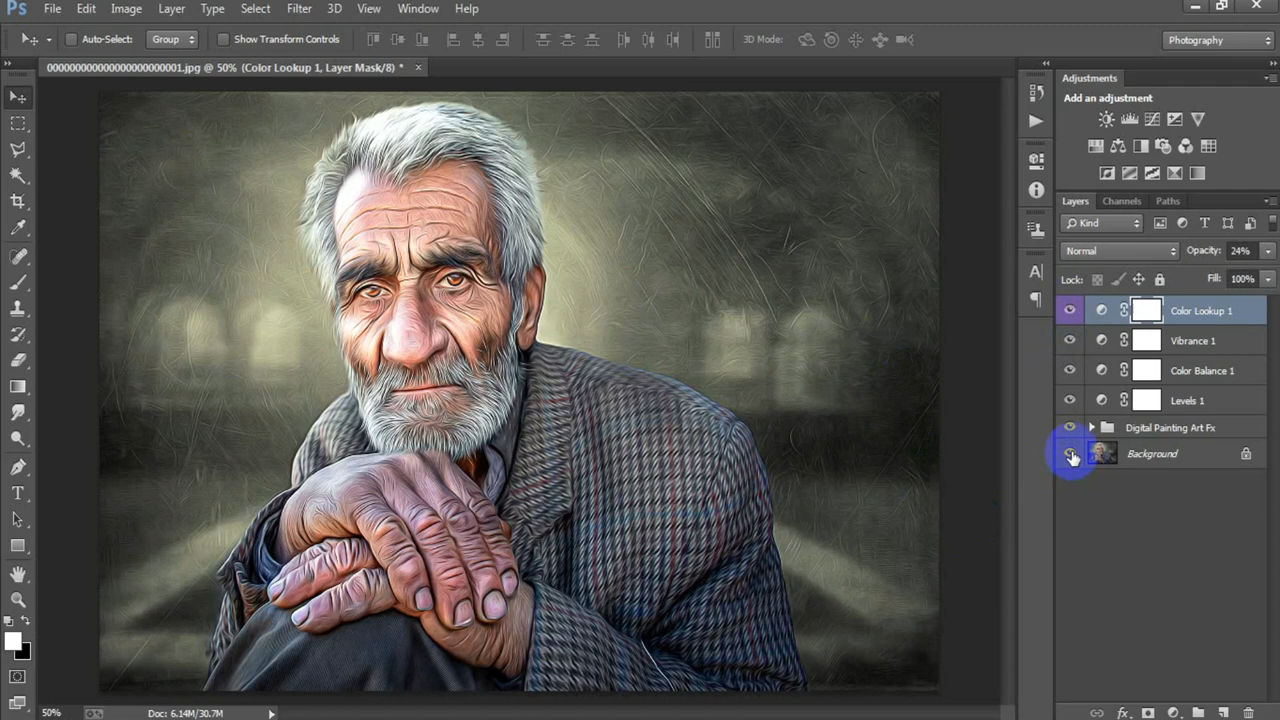 Ps File Edit Image Layer Type Select Filter 3D View Window Help
Auto-Select: Group Show Transform Controls 3D Mode: Photography
000000000000000000000001.jpg @ 50% (Color Lookup 1, Layer Mask/8) *
Adjustments
Add an adjustment
Layers Channels Paths
Kind
Normal Opacity: 24%
Lock: Fill: 100%
Color Lookup 1
Vibrance 1
Color Balance 1
Levels 1
Digital Painting Art Fx
Background
50% Doc: 6.14M/30.7M